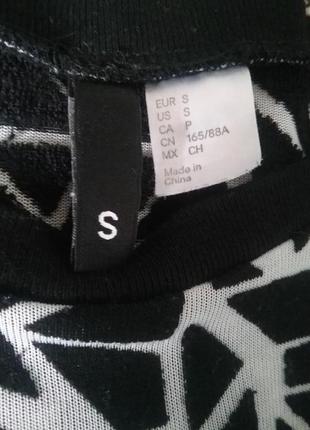 S
EUR S
US S
CA P
CN 165/88A
MX CH
Made in
China